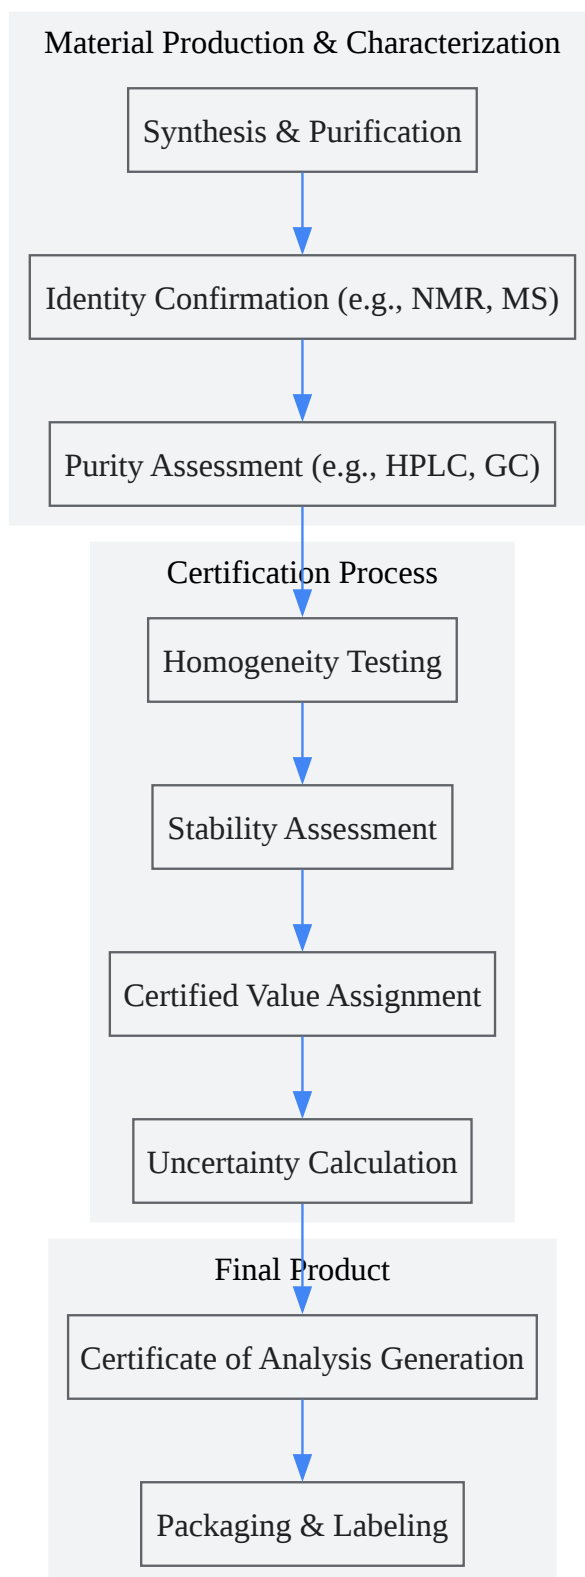 Material Production & Characterization
Synthesis & Purification
Identity Confirmation (e.g., NMR, MS)
Purity Assessment (e.g., HPLC, GC)
Certification Process
Homogeneity Testing
Stability Assessment
Certified Value Assignment
Uncertainty Calculation
Final Product
Certificate of Analysis Generation
Packaging & Labeling